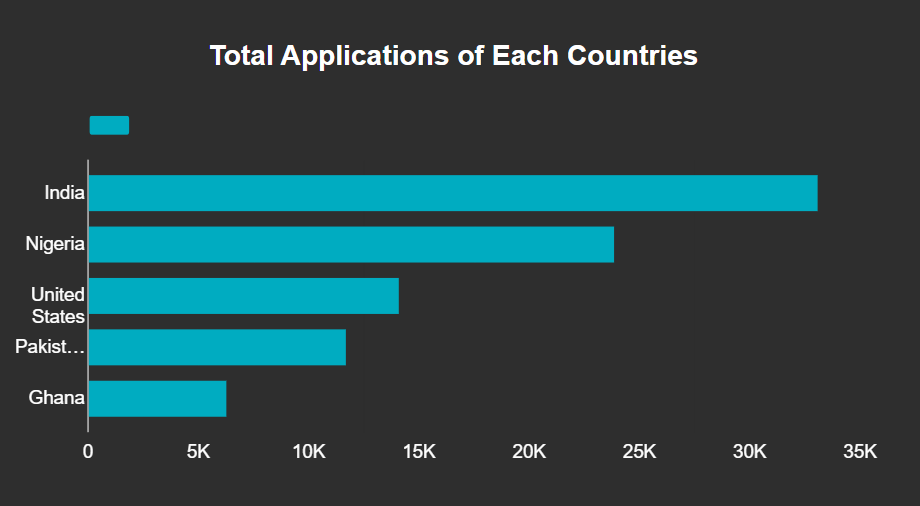 Total Applications of Each Countries
India
Nigeria
United
States
Pakist…
Ghana
0 5K 10K 15K 20K 25K 30K 35K